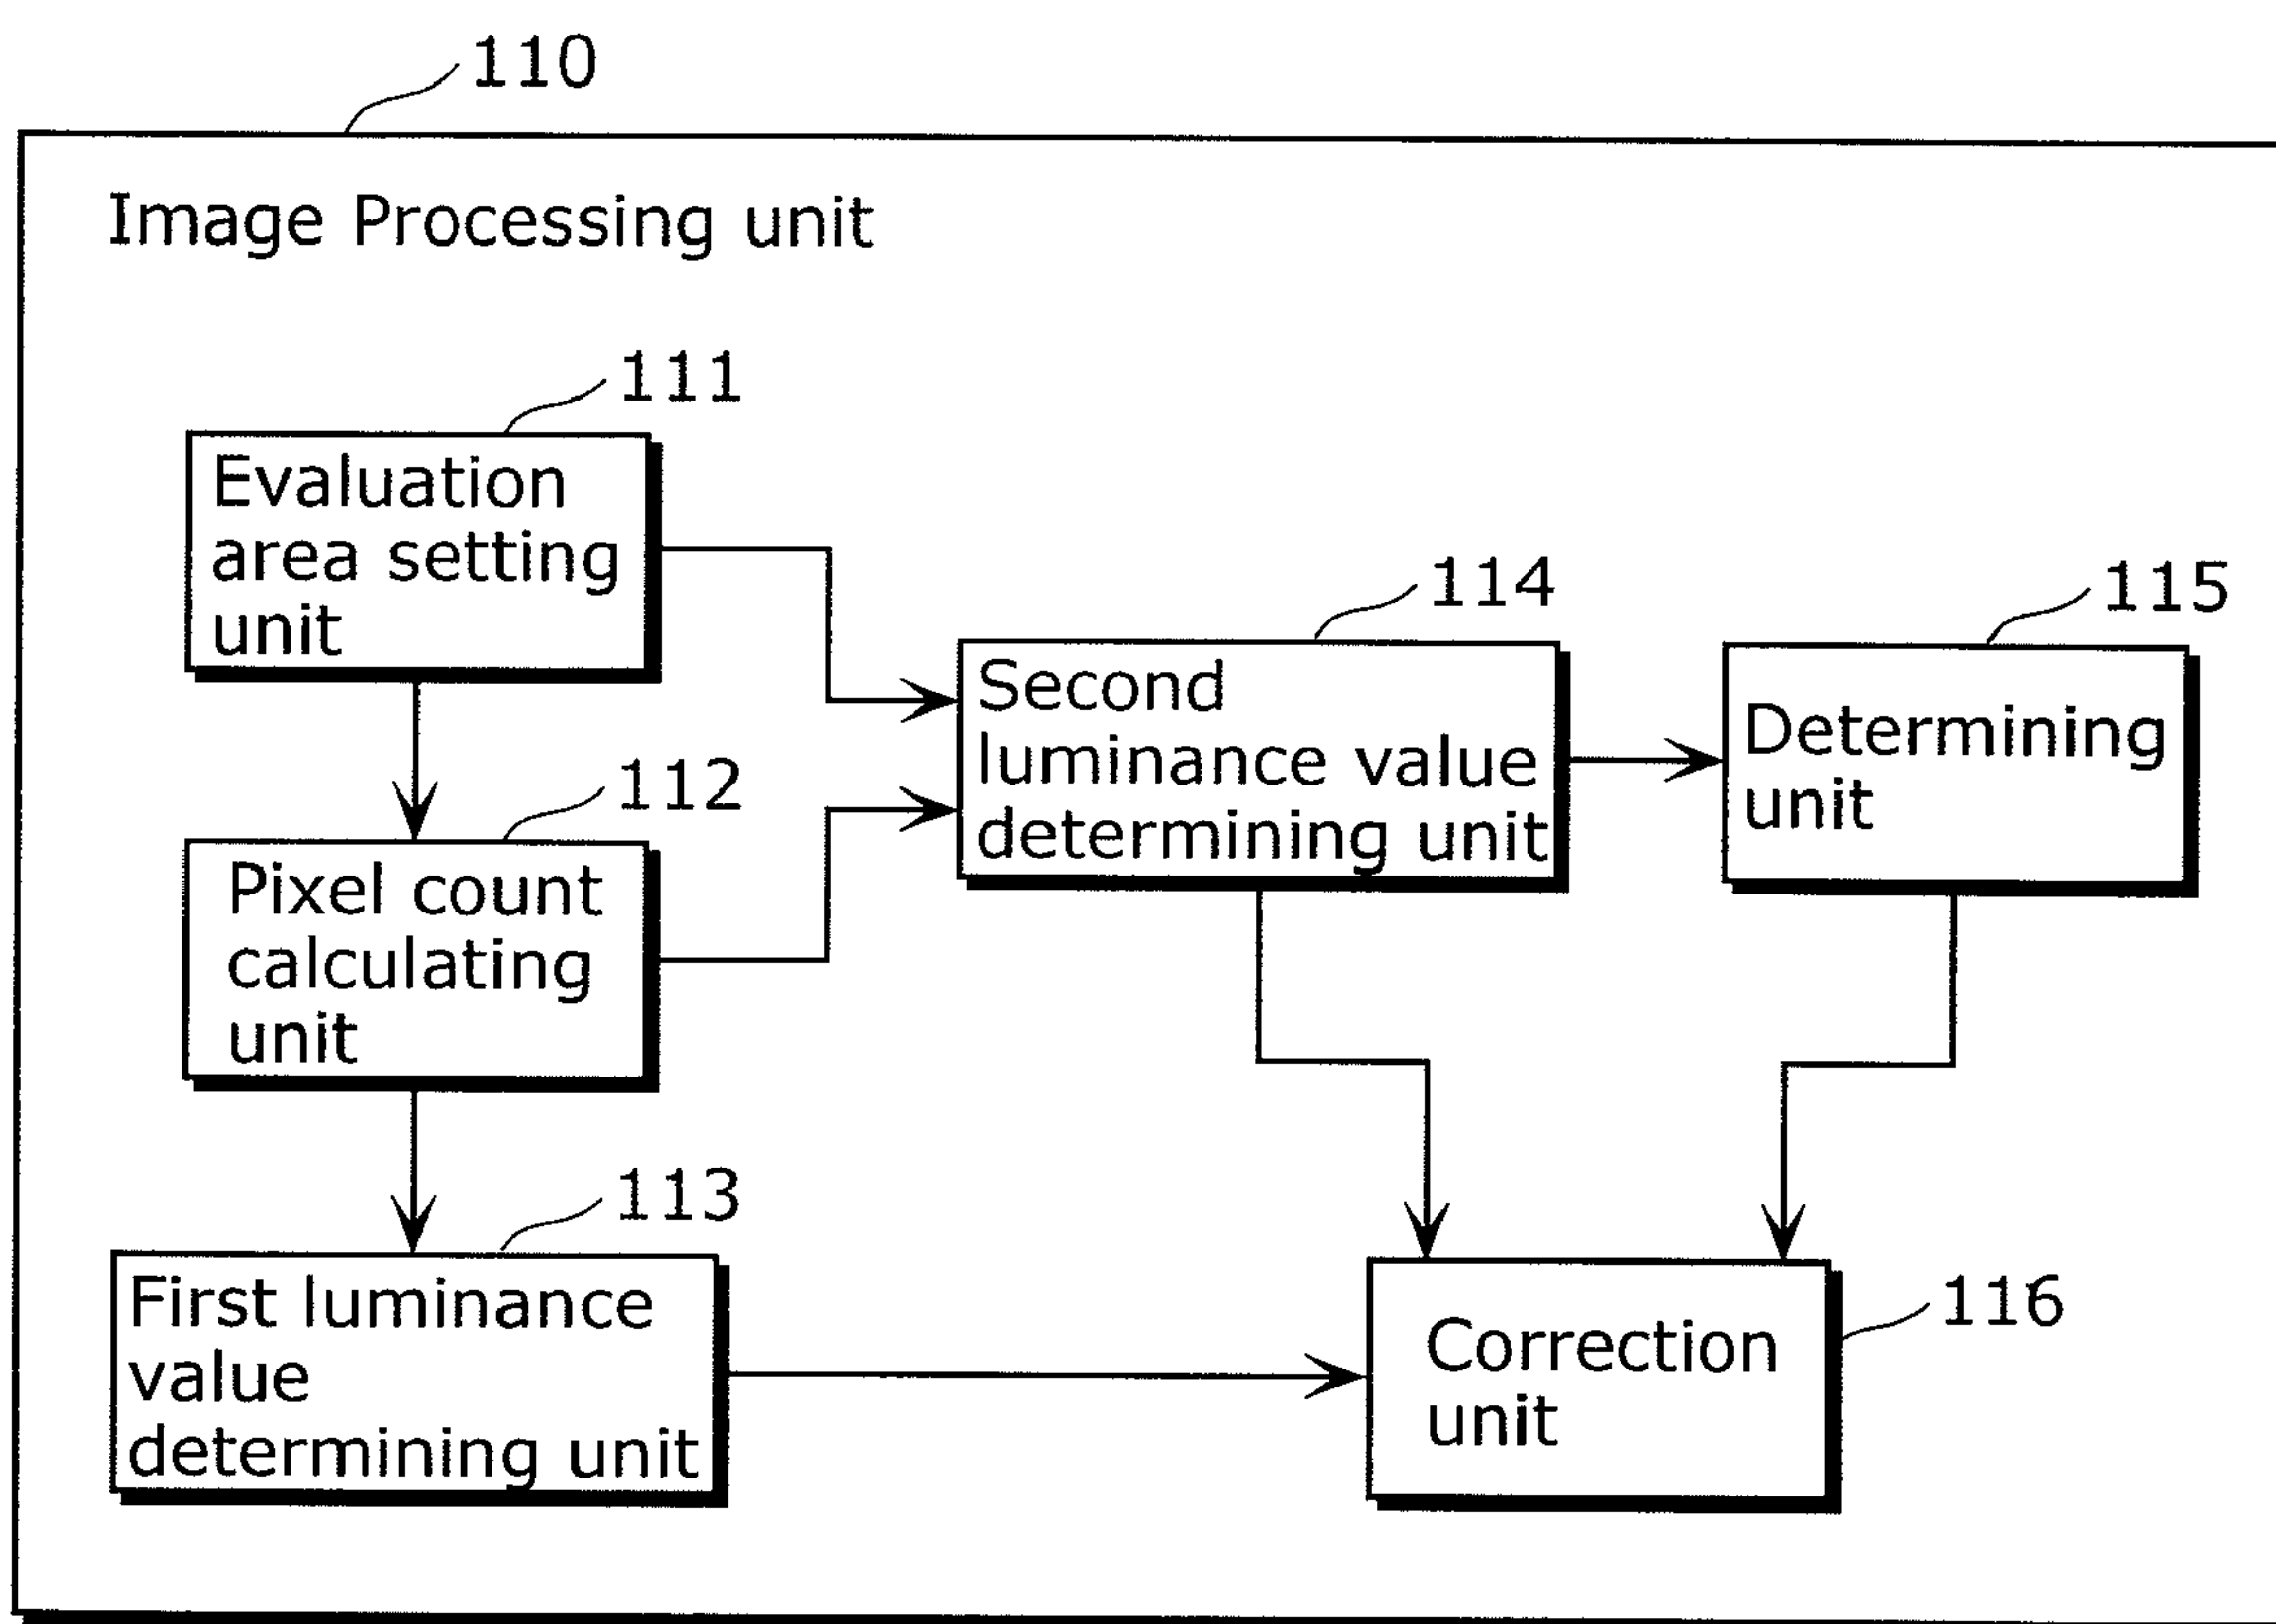 110
Image Processing unit
111
Evaluation
area setting
unit
114
Second
luminance value
determining unit
115
Determining
unit
112
Pixel count
calculating
unit
113
First luminance
value
determining unit
116
Correction
unit